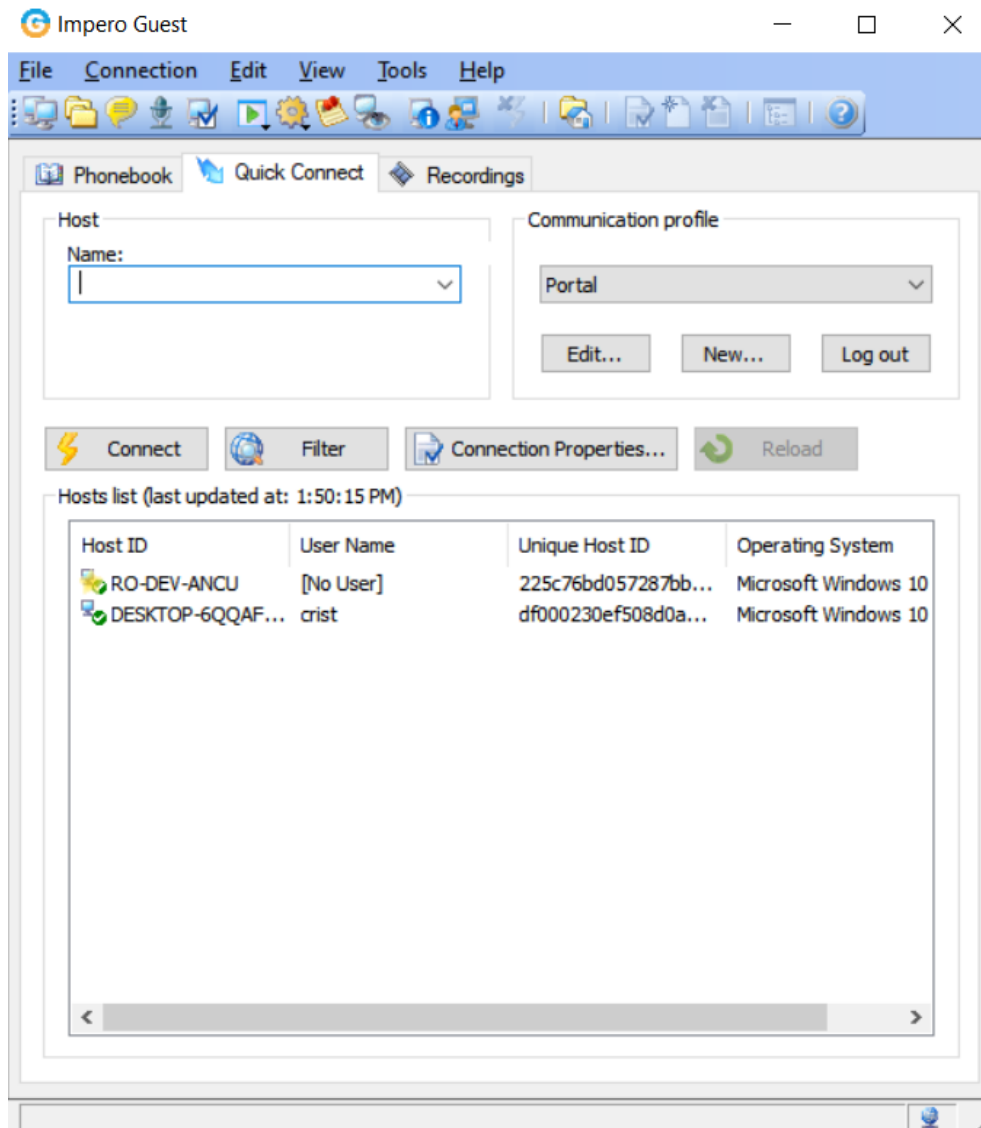 Impero Guest
File Connection Edit View Tools Help
Phonebook Quick Connect Recordings
Host
Name:
Communication profile
Portal
Edit... New... Log out
Connect Filter Connection Properties... Reload
Hosts list (last updated at: 1:50:15 PM)
Host ID User Name Unique Host ID Operating System
RO-DEV-ANCU [No User] 225c76bd057287bb... Microsoft Windows 10
DESKTOP-6QQAF... crist df000230ef508d0a... Microsoft Windows 10